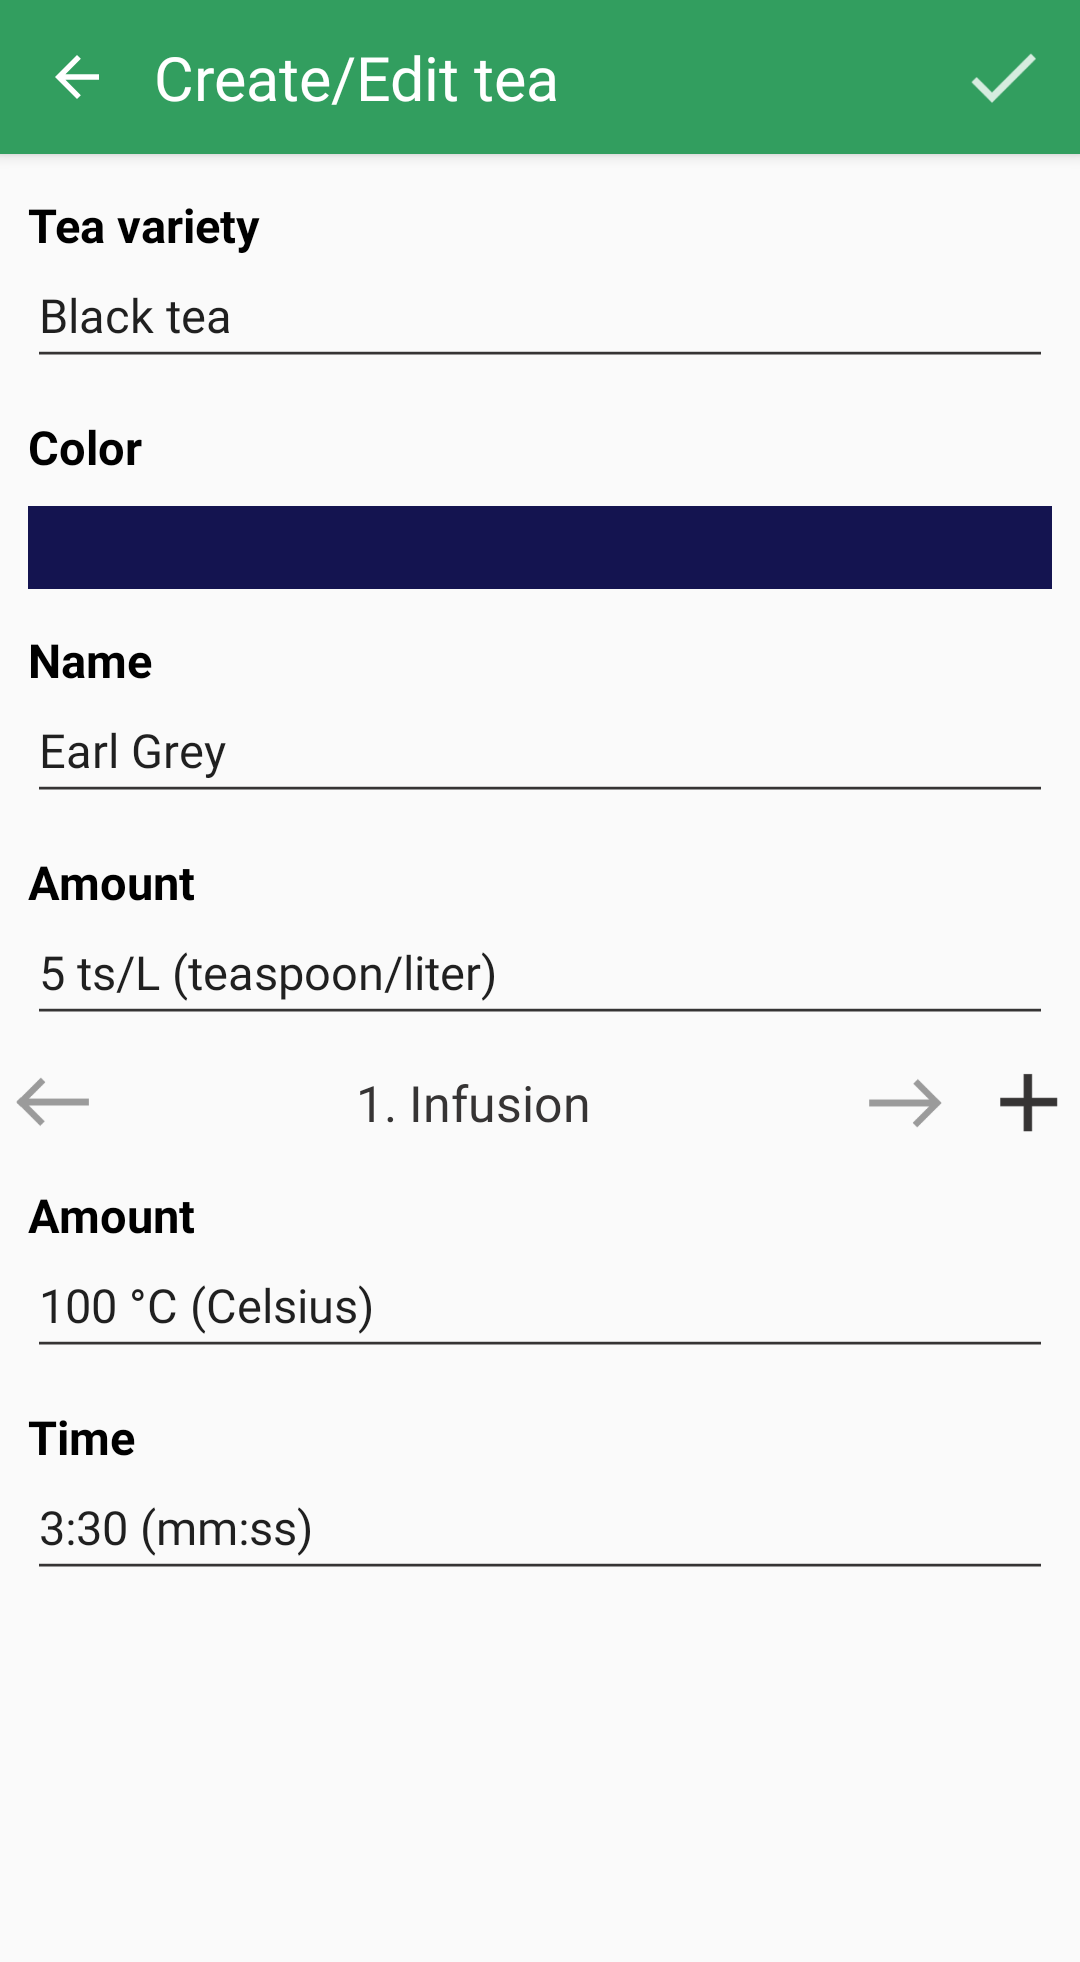 Create/Edit tea
Tea variety
Black tea
Color
Name
Earl Grey
Amount
5 ts/L (teaspoon/liter)
1. Infusion
Amount
100 °C (Celsius)
Time
3:30 (mm:ss)